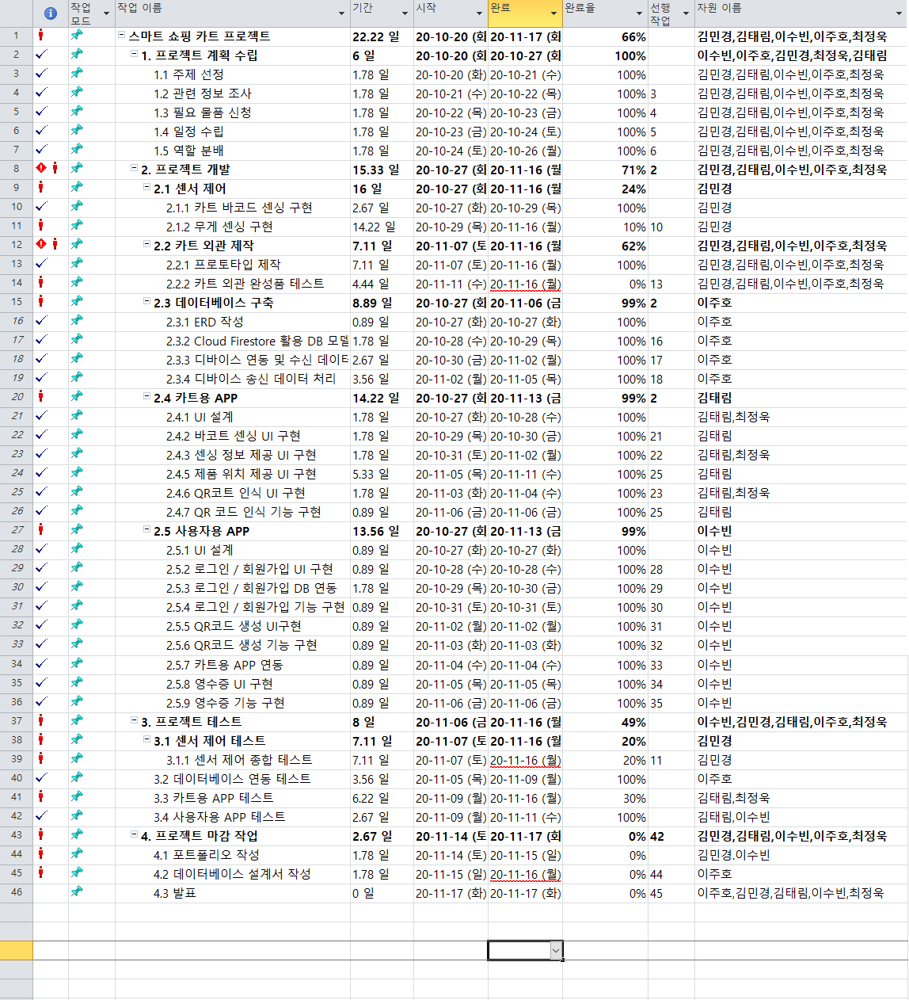 작업 모드 작업 이름 기간 시작 완료 완료율 선행 작업 자원 이름
1 스마트 쇼핑 카트 프로젝트 22.22 일 20-10-20 (화 20-11-17 (화 66% 김민경,김태림,이수빈,이주호,최정욱
2 1. 프로젝트 계획 수립 6 일 20-10-20 (화 20-10-27 (화 100% 이수빈,이주호,김민경,최정욱,김태림
3 1.1 주제 선정 1.78 일 20-10-20 (화) 20-10-21 (수) 100% 김민경,김태림,이수빈,이주호,최정욱
4 1.2 관련 정보 조사 1.78 일 20-10-21 (수) 20-10-22 (목) 100% 3 김민경,김태림,이수빈,이주호,최정욱
5 1.3 필요 물품 신청 1.78 일 20-10-22 (목) 20-10-23 (금) 100% 4 김민경,김태림,이수빈,이주호,최정욱
6 1.4 일정 수립 1.78 일 20-10-23 (금) 20-10-24 (토) 100% 5 김민경,김태림,이수빈,이주호,최정욱
7 1.5 역할 분배 1.78 일 20-10-24 (토) 20-10-26 (월) 100% 6 김민경,김태림,이수빈,이주호,최정욱
8 2. 프로젝트 개발 15.33 일 20-10-27 (화 20-11-16 (월 71% 2 김민경,김태림,이수빈,이주호,최정욱
9 2.1 센서 제어 16 일 20-10-27 (화 20-11-16 (월 24% 김민경
10 2.1.1 카트 바코드 센싱 구현 2.67 일 20-10-27 (화) 20-10-29 (목) 100% 김민경
11 2.1.2 무게 센싱 구현 14.22 일 20-10-29 (목) 20-11-16 (월) 10% 10 김민경
12 2.2 카트 외관 제작 7.11 일 20-11-07 (토 20-11-16 (월 62% 김민경,김태림,이수빈,이주호,최정욱
13 2.2.1 프로토타입 제작 7.11 일 20-11-07 (토) 20-11-16 (월) 100% 김민경,김태림,이수빈,이주호,최정욱
14 2.2.2 카트 외관 완성품 테스트 4.44 일 20-11-11 (수) 20-11-16 (월) 0% 13 김민경,김태림,이수빈,이주호,최정욱
15 2.3 데이터베이스 구축 8.89 일 20-10-27 (화 20-11-06 (금 99% 2 이주호
16 2.3.1 ERD 작성 0.89 일 20-10-27 (화) 20-10-27 (화) 100% 이주호
17 2.3.2 Cloud Firestore 활용 DB 모델 1.78 일 20-10-28 (수) 20-10-29 (목) 100% 16 이주호
18 2.3.3 디바이스 연동 및 수신 데이터 2.67 일 20-10-30 (금) 20-11-02 (월) 100% 17 이주호
19 2.3.4 디바이스 송신 데이터 처리 3.56 일 20-11-02 (월) 20-11-05 (목) 100% 18 이주호
20 2.4 카트용 APP 14.22 일 20-10-27 (화 20-11-13 (금 99% 2 김태림
21 2.4.1 UI 설계 1.78 일 20-10-27 (화) 20-10-28 (수) 100% 김태림,최정욱
22 2.4.2 바코트 센싱 UI 구현 1.78 일 20-10-29 (목) 20-10-30 (금) 100% 21 김태림
23 2.4.3 센싱 정보 제공 UI 구현 1.78 일 20-10-31 (토) 20-11-02 (월) 100% 22 김태림,최정욱
24 2.4.5 제품 위치 제공 UI 구현 5.33 일 20-11-05 (목) 20-11-11 (수) 100% 25 김태림
25 2.4.6 QR코트 인식 UI 구현 1.78 일 20-11-03 (화) 20-11-04 (수) 100% 23 김태림,최정욱
26 2.4.7 QR 코드 인식 기능 구현 0.89 일 20-11-06 (금) 20-11-06 (금) 100% 25 김태림
27 2.5 사용자용 APP 13.56 일 20-10-27 (화 20-11-13 (금 99% 이수빈
28 2.5.1 UI 설계 0.89 일 20-10-27 (화) 20-10-27 (화) 100% 이수빈
29 2.5.2 로그인 / 회원가입 UI 구현 0.89 일 20-10-28 (수) 20-10-28 (수) 100% 28 이수빈
30 2.5.3 로그인 / 회원가입 DB 연동 1.78 일 20-10-29 (목) 20-10-30 (금) 100% 29 이수빈
31 2.5.4 로그인 / 회원가입 기능 구현 0.89 일 20-10-31 (토) 20-10-31 (토) 100% 30 이수빈
32 2.5.5 QR코드 생성 UI구현 0.89 일 20-11-02 (월) 20-11-02 (월) 100% 31 이수빈
33 2.5.6 QR코드 생성 기능 구현 0.89 일 20-11-03 (화) 20-11-03 (화) 100% 32 이수빈
34 2.5.7 카트용 APP 연동 0.89 일 20-11-04 (수) 20-11-04 (수) 100% 33 이수빈
35 2.5.8 영수증 UI 구현 0.89 일 20-11-05 (목) 20-11-05 (목) 100% 34 이수빈
36 2.5.9 영수증 기능 구현 0.89 일 20-11-06 (금) 20-11-06 (금) 100% 35 이수빈
37 3. 프로젝트 테스트 8 일 20-11-06 (금 20-11-16 (월 49% 이수빈,김민경,김태림,이주호,최정욱
38 3.1 센서 제어 테스트 7.11 일 20-11-07 (토 20-11-16 (월 20% 김민경
39 3.1.1 센서 제어 종합 테스트 7.11 일 20-11-07 (토) 20-11-16 (월) 20% 11 김민경
40 3.2 데이터베이스 연동 테스트 3.56 일 20-11-05 (목) 20-11-09 (월) 100% 이주호
41 3.3 카트용 APP 테스트 6.22 일 20-11-09 (월) 20-11-16 (월) 30% 김태림,최정욱
42 3.4 사용자용 APP 테스트 2.67 일 20-11-09 (월) 20-11-11 (수) 100% 김태림,이수빈
43 4. 프로젝트 마감 작업 2.67 일 20-11-14 (토 20-11-17 (화 0% 42 김민경,김태림,이수빈,이주호,최정욱
44 4.1 포트폴리오 작성 1.78 일 20-11-14 (토) 20-11-15 (일) 0% 김민경.이수빈
45 4.2 데이터베이스 설계서 작성 1.78 일 20-11-15 (일) 20-11-16 (월) 0% 44 이주호
46 4.3 발표 0 일 20-11-17 (화) 20-11-17 (화) 0% 45 이주호,김민경,김태림,이수빈,최정욱